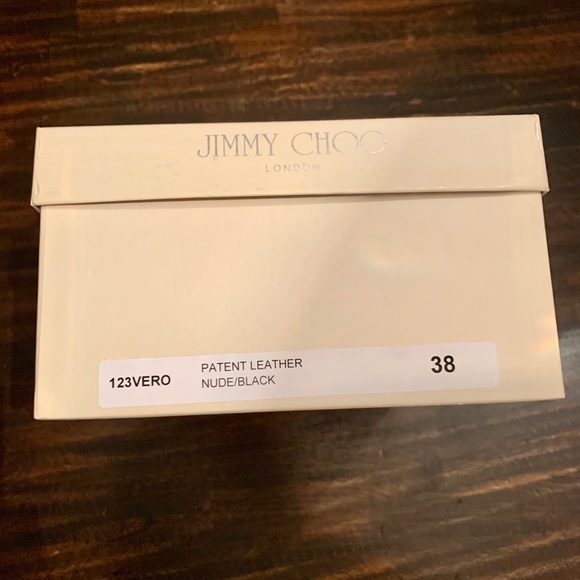 JIMMY CHOO
LONDON
123VERO
PATENT LEATHER
NUDE/BLACK
38